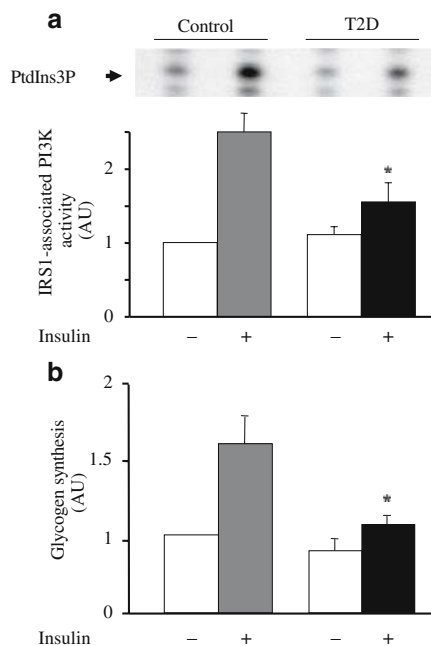 a
Control T2D
PtdIns3P
IRS1-associated PI3K
activity
(AU)
2
1
0
*
Insulin – + – +
b
Glycogen synthesis
(AU)
2
1.5
1
0
*
Insulin – + – +